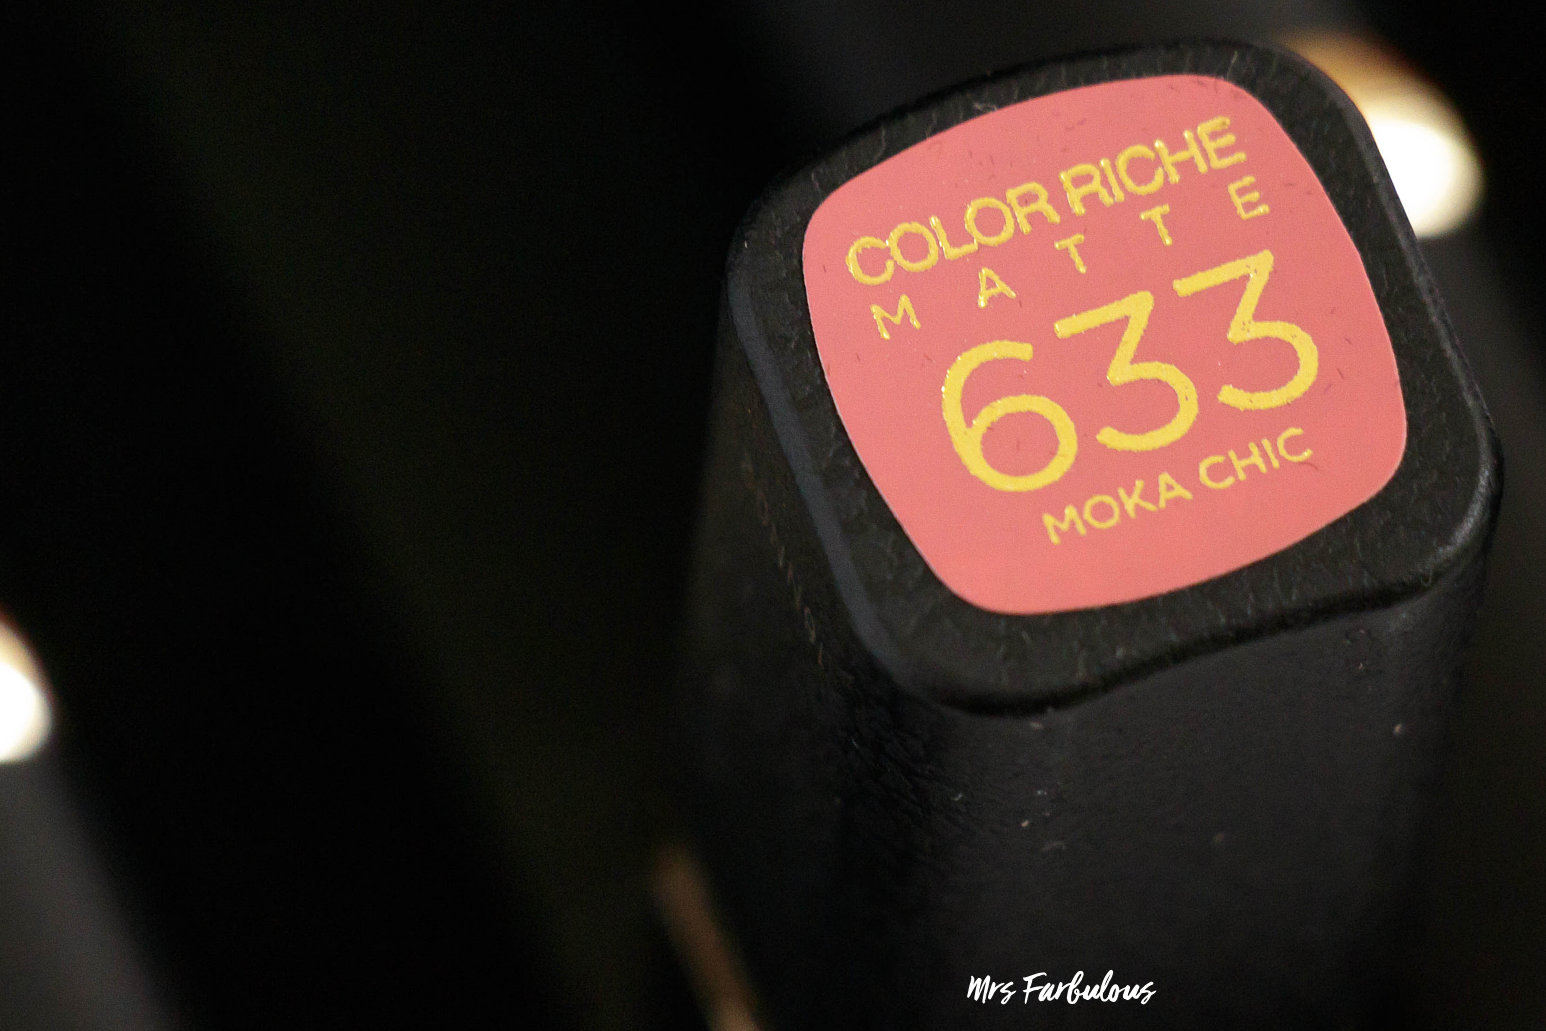 COLOR RICHE
MATTE
633
MOKA CHIC
Mrs Farbulous